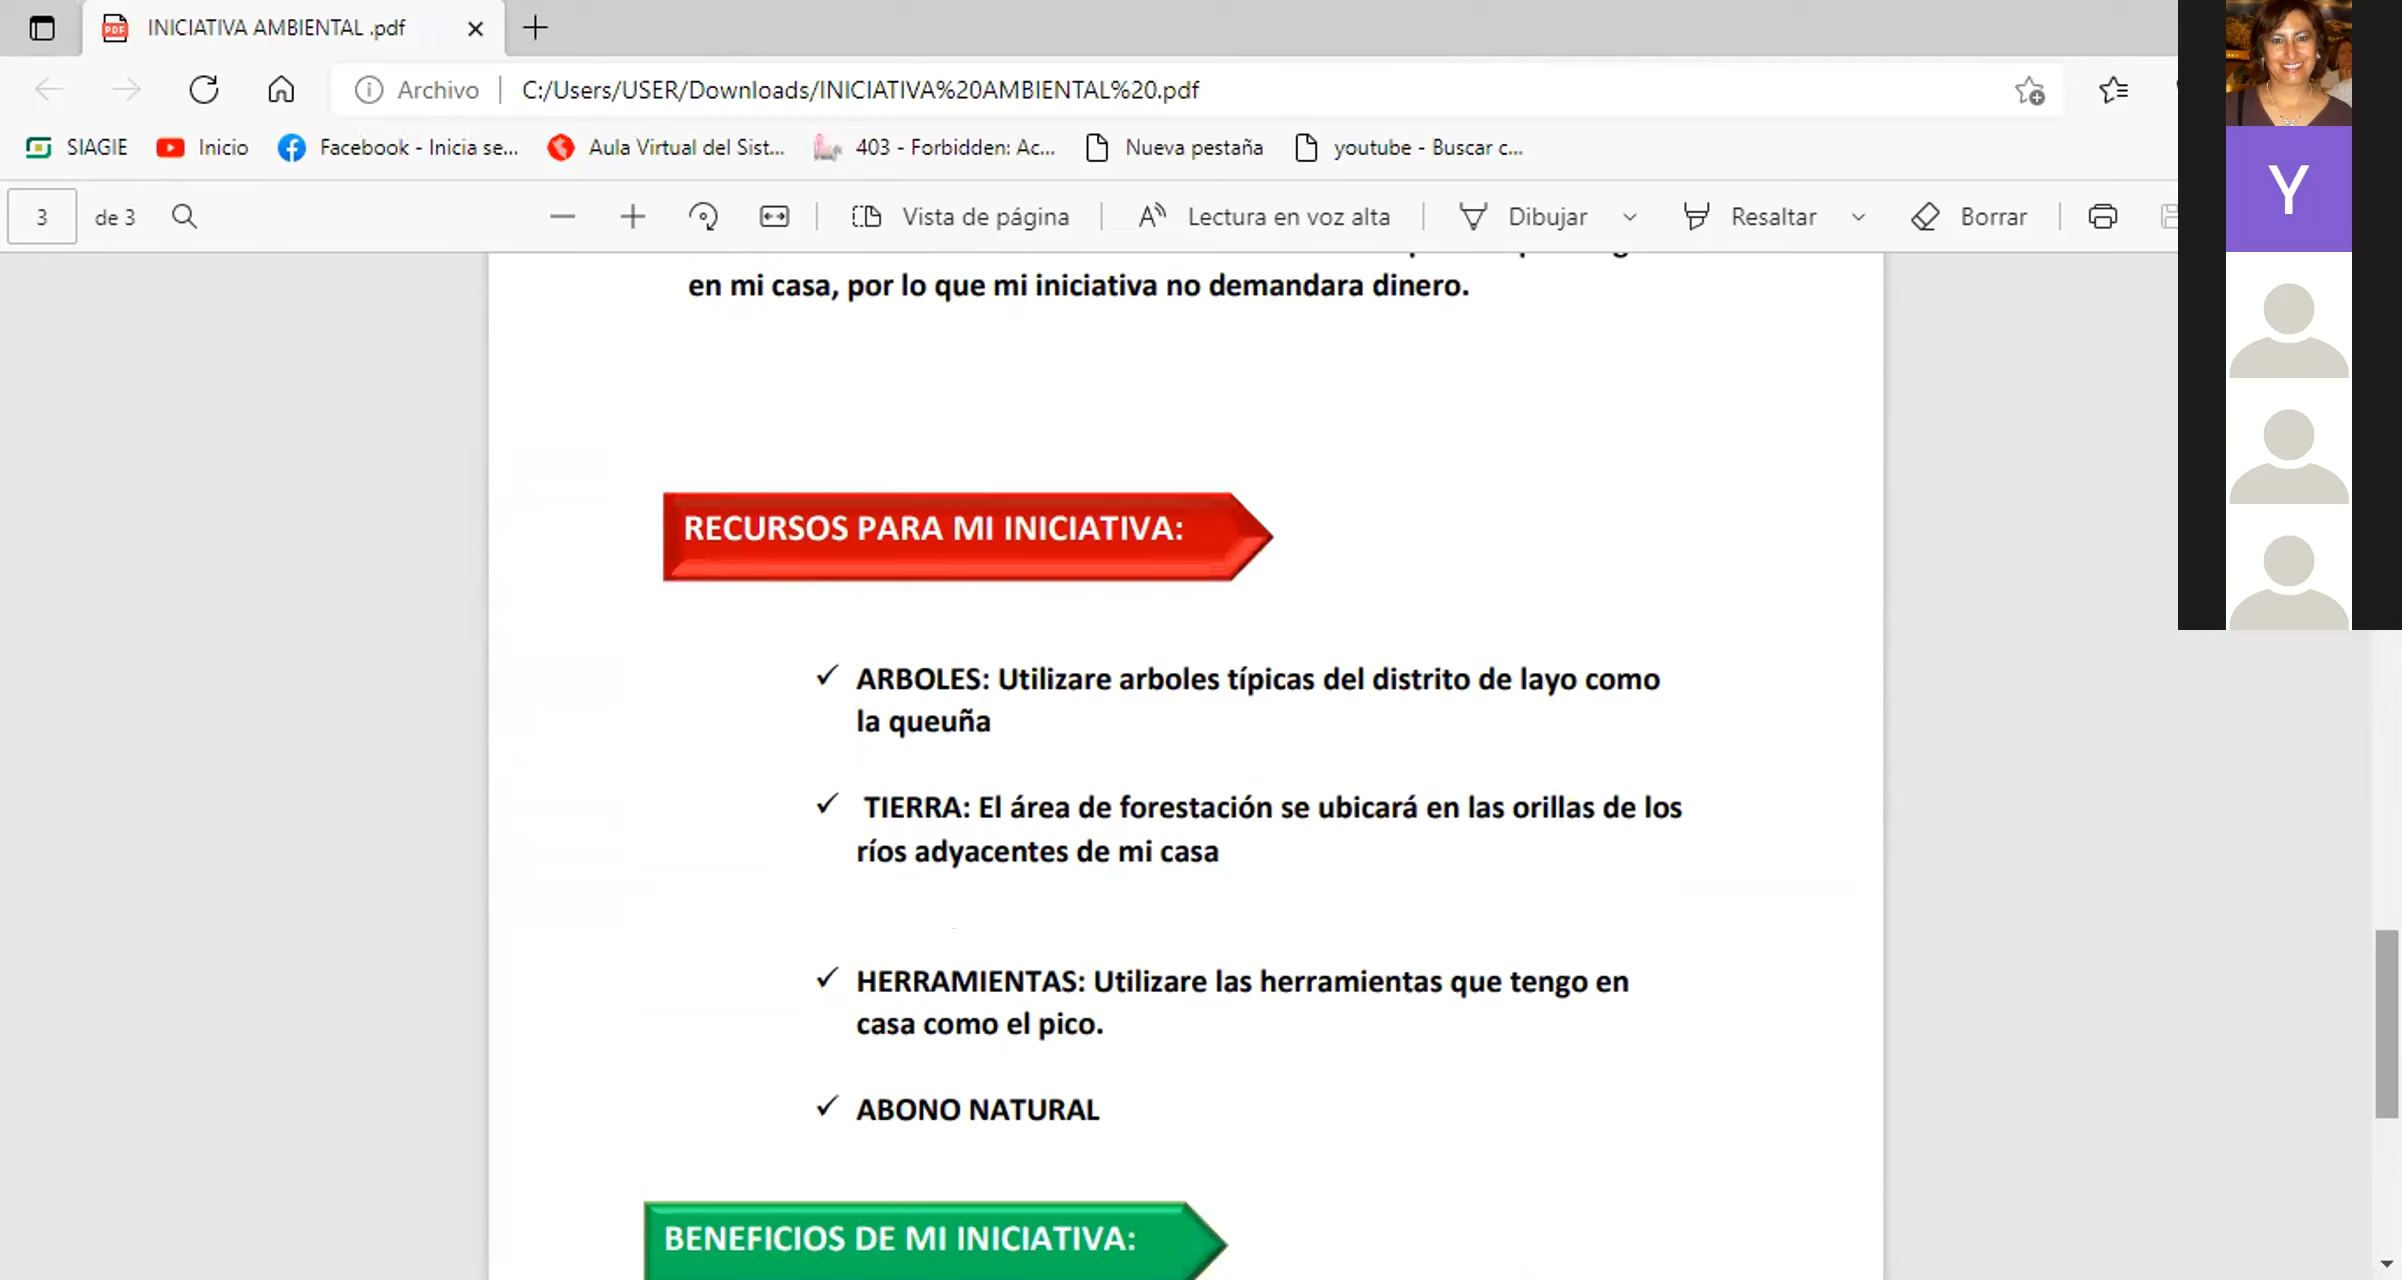 INICIATIVA AMBIENTAL .pdf
Archivo
C:/Users/USER/Downloads/INICIATIVA%20AMBIENTAL%20.pdf
SIAGIE
Inicio
Facebook - Inicia se...
Aula Virtual del Sist...
403 - Forbidden: Ac...
Nueva pestaña
youtube - Buscar c...
3 de 3
Vista de página
Lectura en voz alta
Dibujar
Resaltar
Borrar
Y
en mi casa, por lo que mi iniciativa no demandara dinero.
RECURSOS PARA MI INICIATIVA:
✓ ARBOLES: Utilizare arboles típicas del distrito de layo como
la queuña
✓ TIERRA: El área de forestación se ubicará en las orillas de los
ríos adyacentes de mi casa
✓ HERRAMIENTAS: Utilizare las herramientas que tengo en
casa como el pico.
✓ ABONO NATURAL
BENEFICIOS DE MI INICIATIVA: